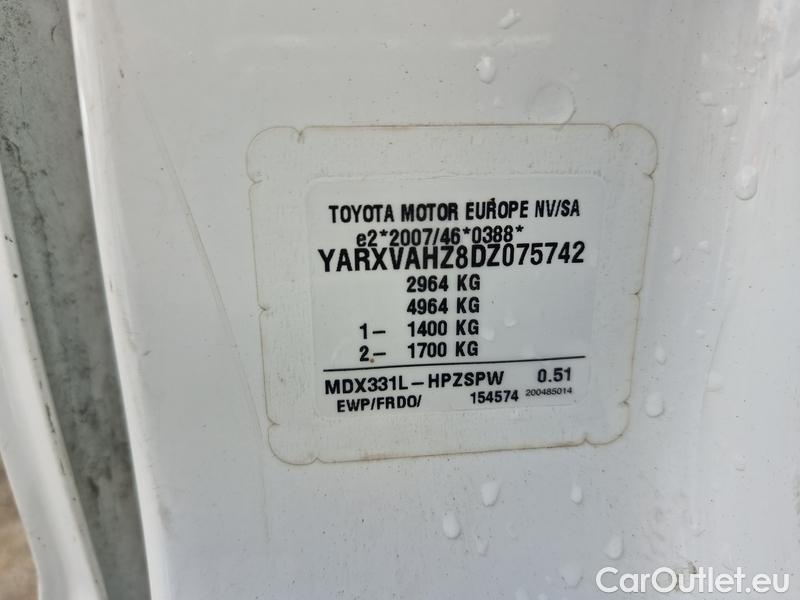 TOYOTA MOTOR EUROPE NV/SA
e2*2007/46*0388*
YARXVAHZ8DZ075742
2964 KG
4964 KG
1- 1400 KG
2- 1700 KG
MDX331L-HPZSPW 0.51
EWP/FRDO/ 154574 200485014
CarOutlet.eu